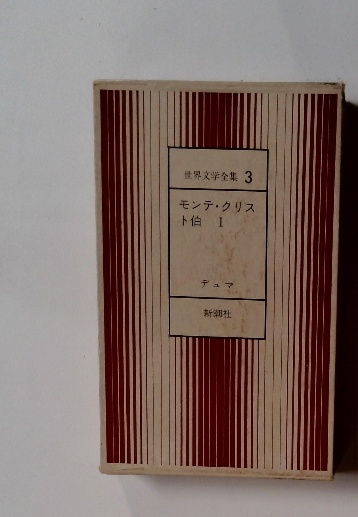 世界文学全集 3
モンテ・クリス
ト伯 I
デュマ
新潮社